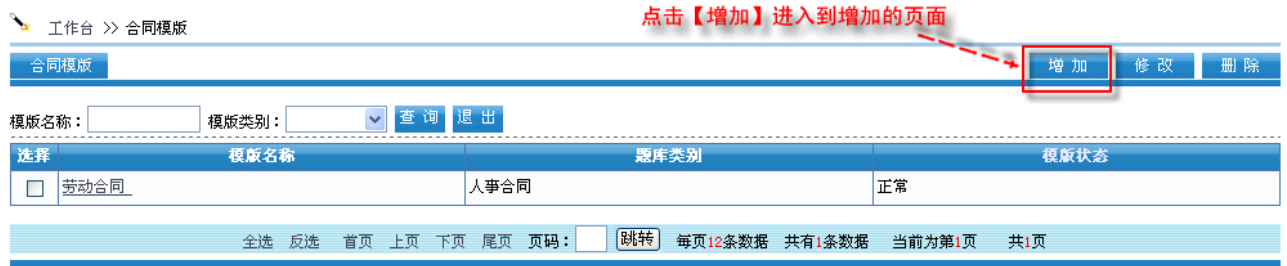 点击【增加】进入到增加的页面
工作台 >> 合同模版
合同模版 增 加 修 改 删 除
模版名称： 模版类别： 查 询 退 出
选择 模版名称 题库类别 模版状态
劳动合同 人事合同 正常
全选 反选 首页 上页 下页 尾页 页码： 跳转 每页12条数据 共有1条数据 当前为第1页 共1页